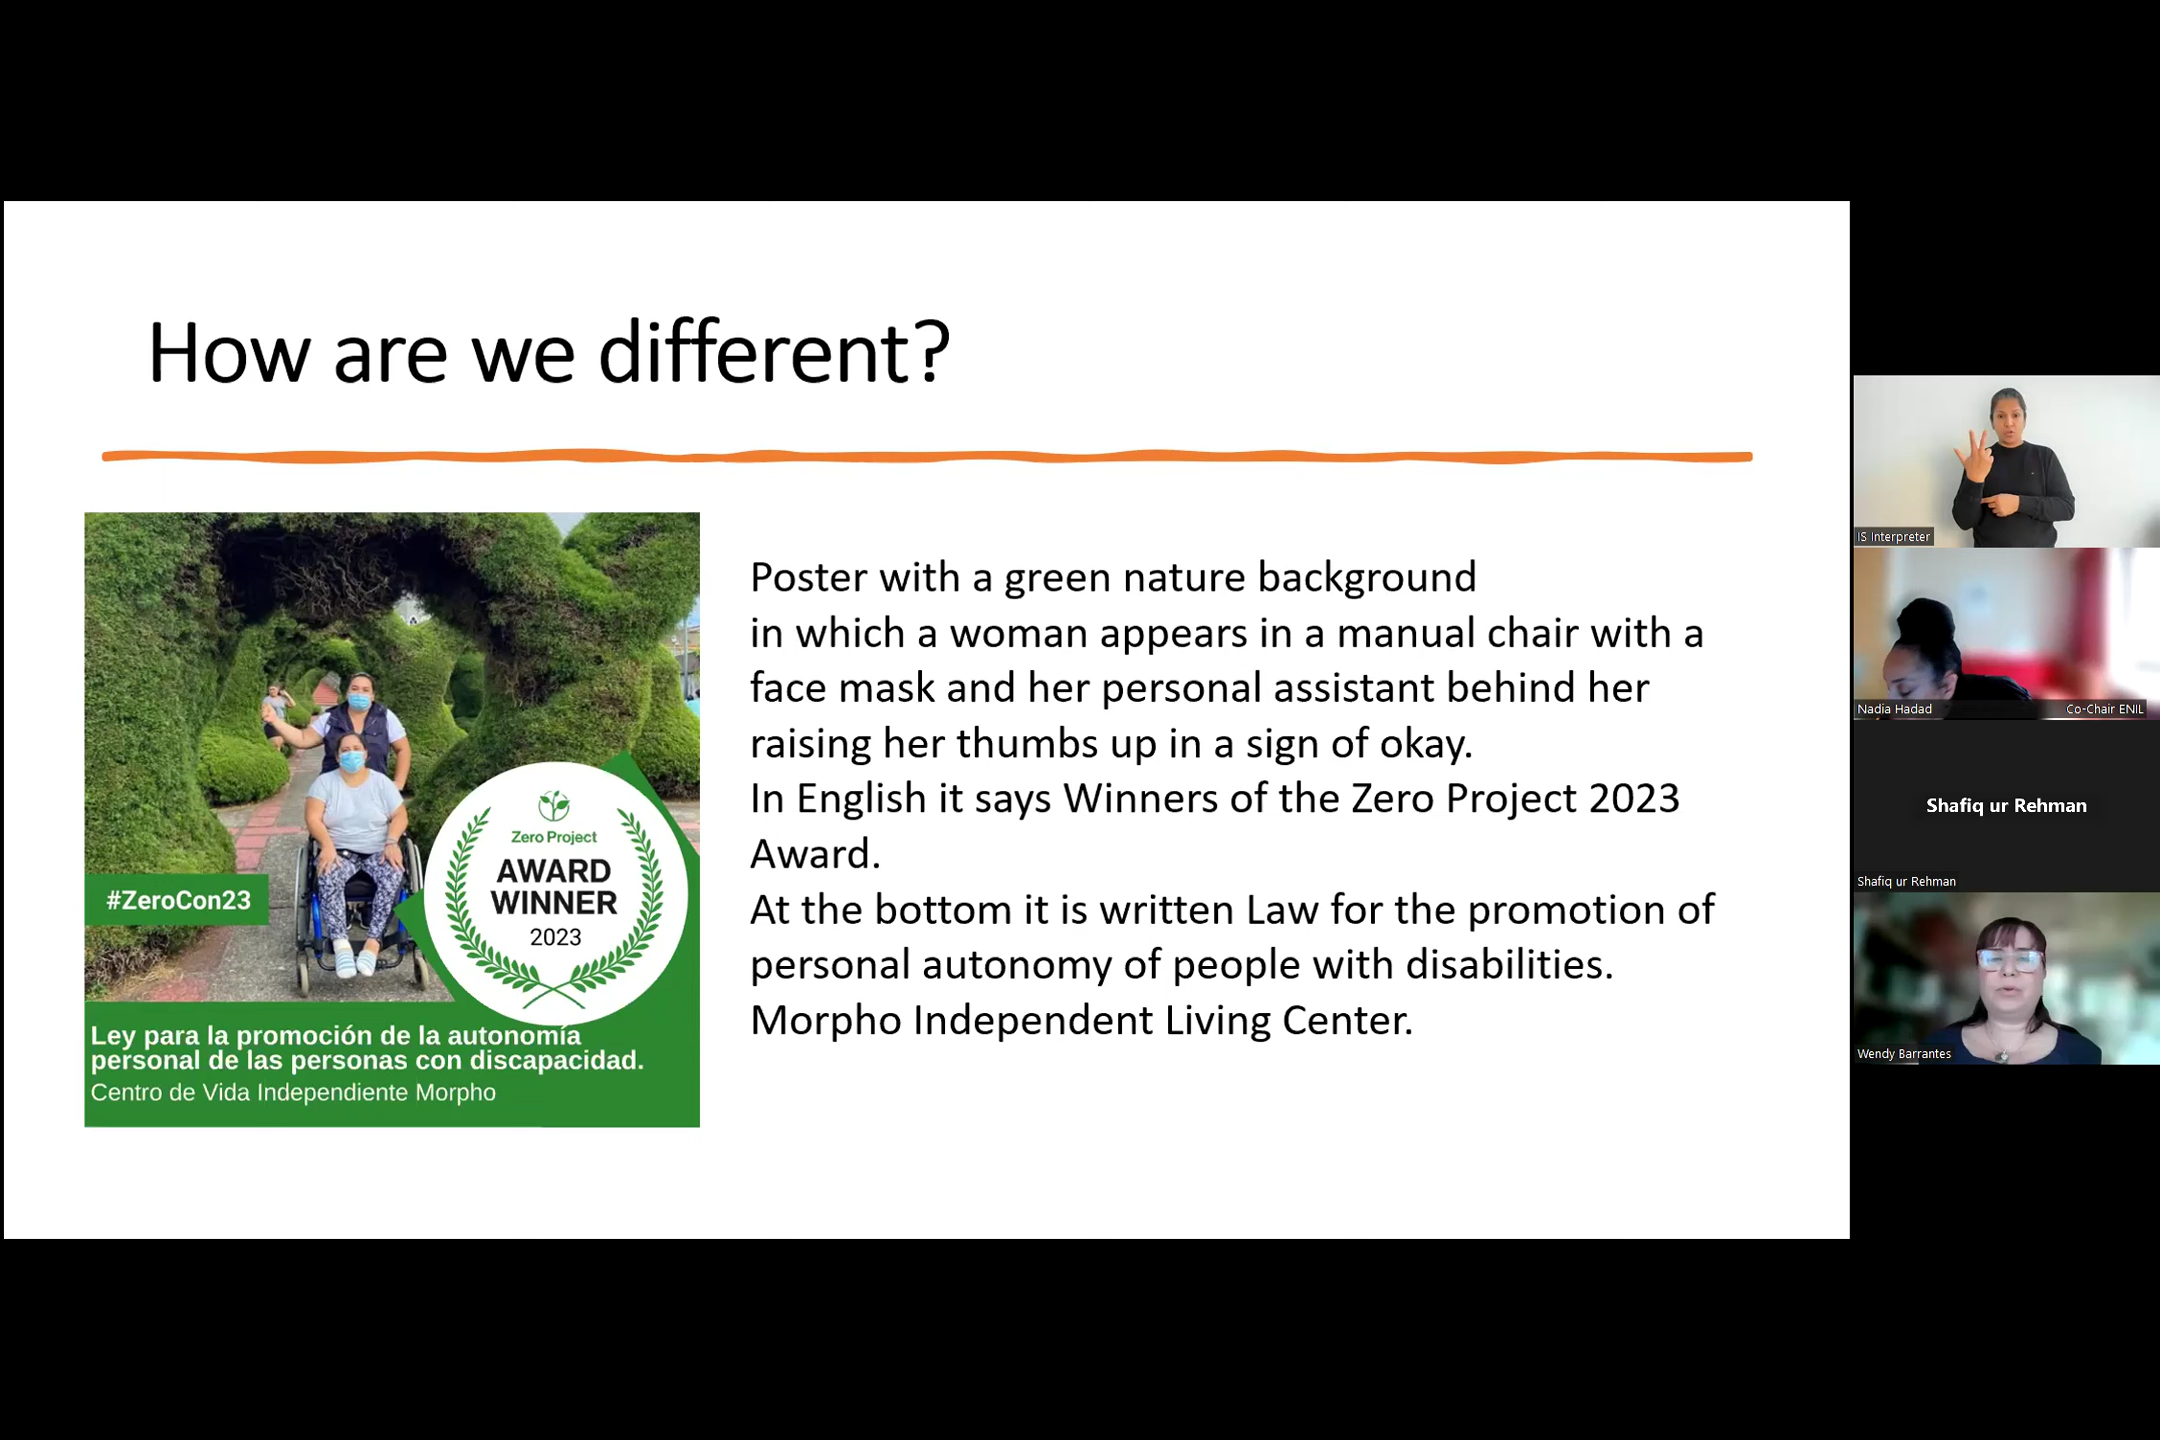 How are we different?
#ZeroCon23
Zero Project
AWARD
WINNER
2023
Ley para la promoción de la autonomía
personal de las personas con discapacidad.
Centro de Vida Independiente Morpho
Poster with a green nature background
in which a woman appears in a manual chair with a
face mask and her personal assistant behind her
raising her thumbs up in a sign of okay.
In English it says Winners of the Zero Project 2023
Award.
At the bottom it is written Law for the promotion of
personal autonomy of people with disabilities.
Morpho Independent Living Center.
IS Interpreter
Nadia Hadad Co-Chair ENIL
Shafiq ur Rehman
Shafiq ur Rehman
Wendy Barrantes